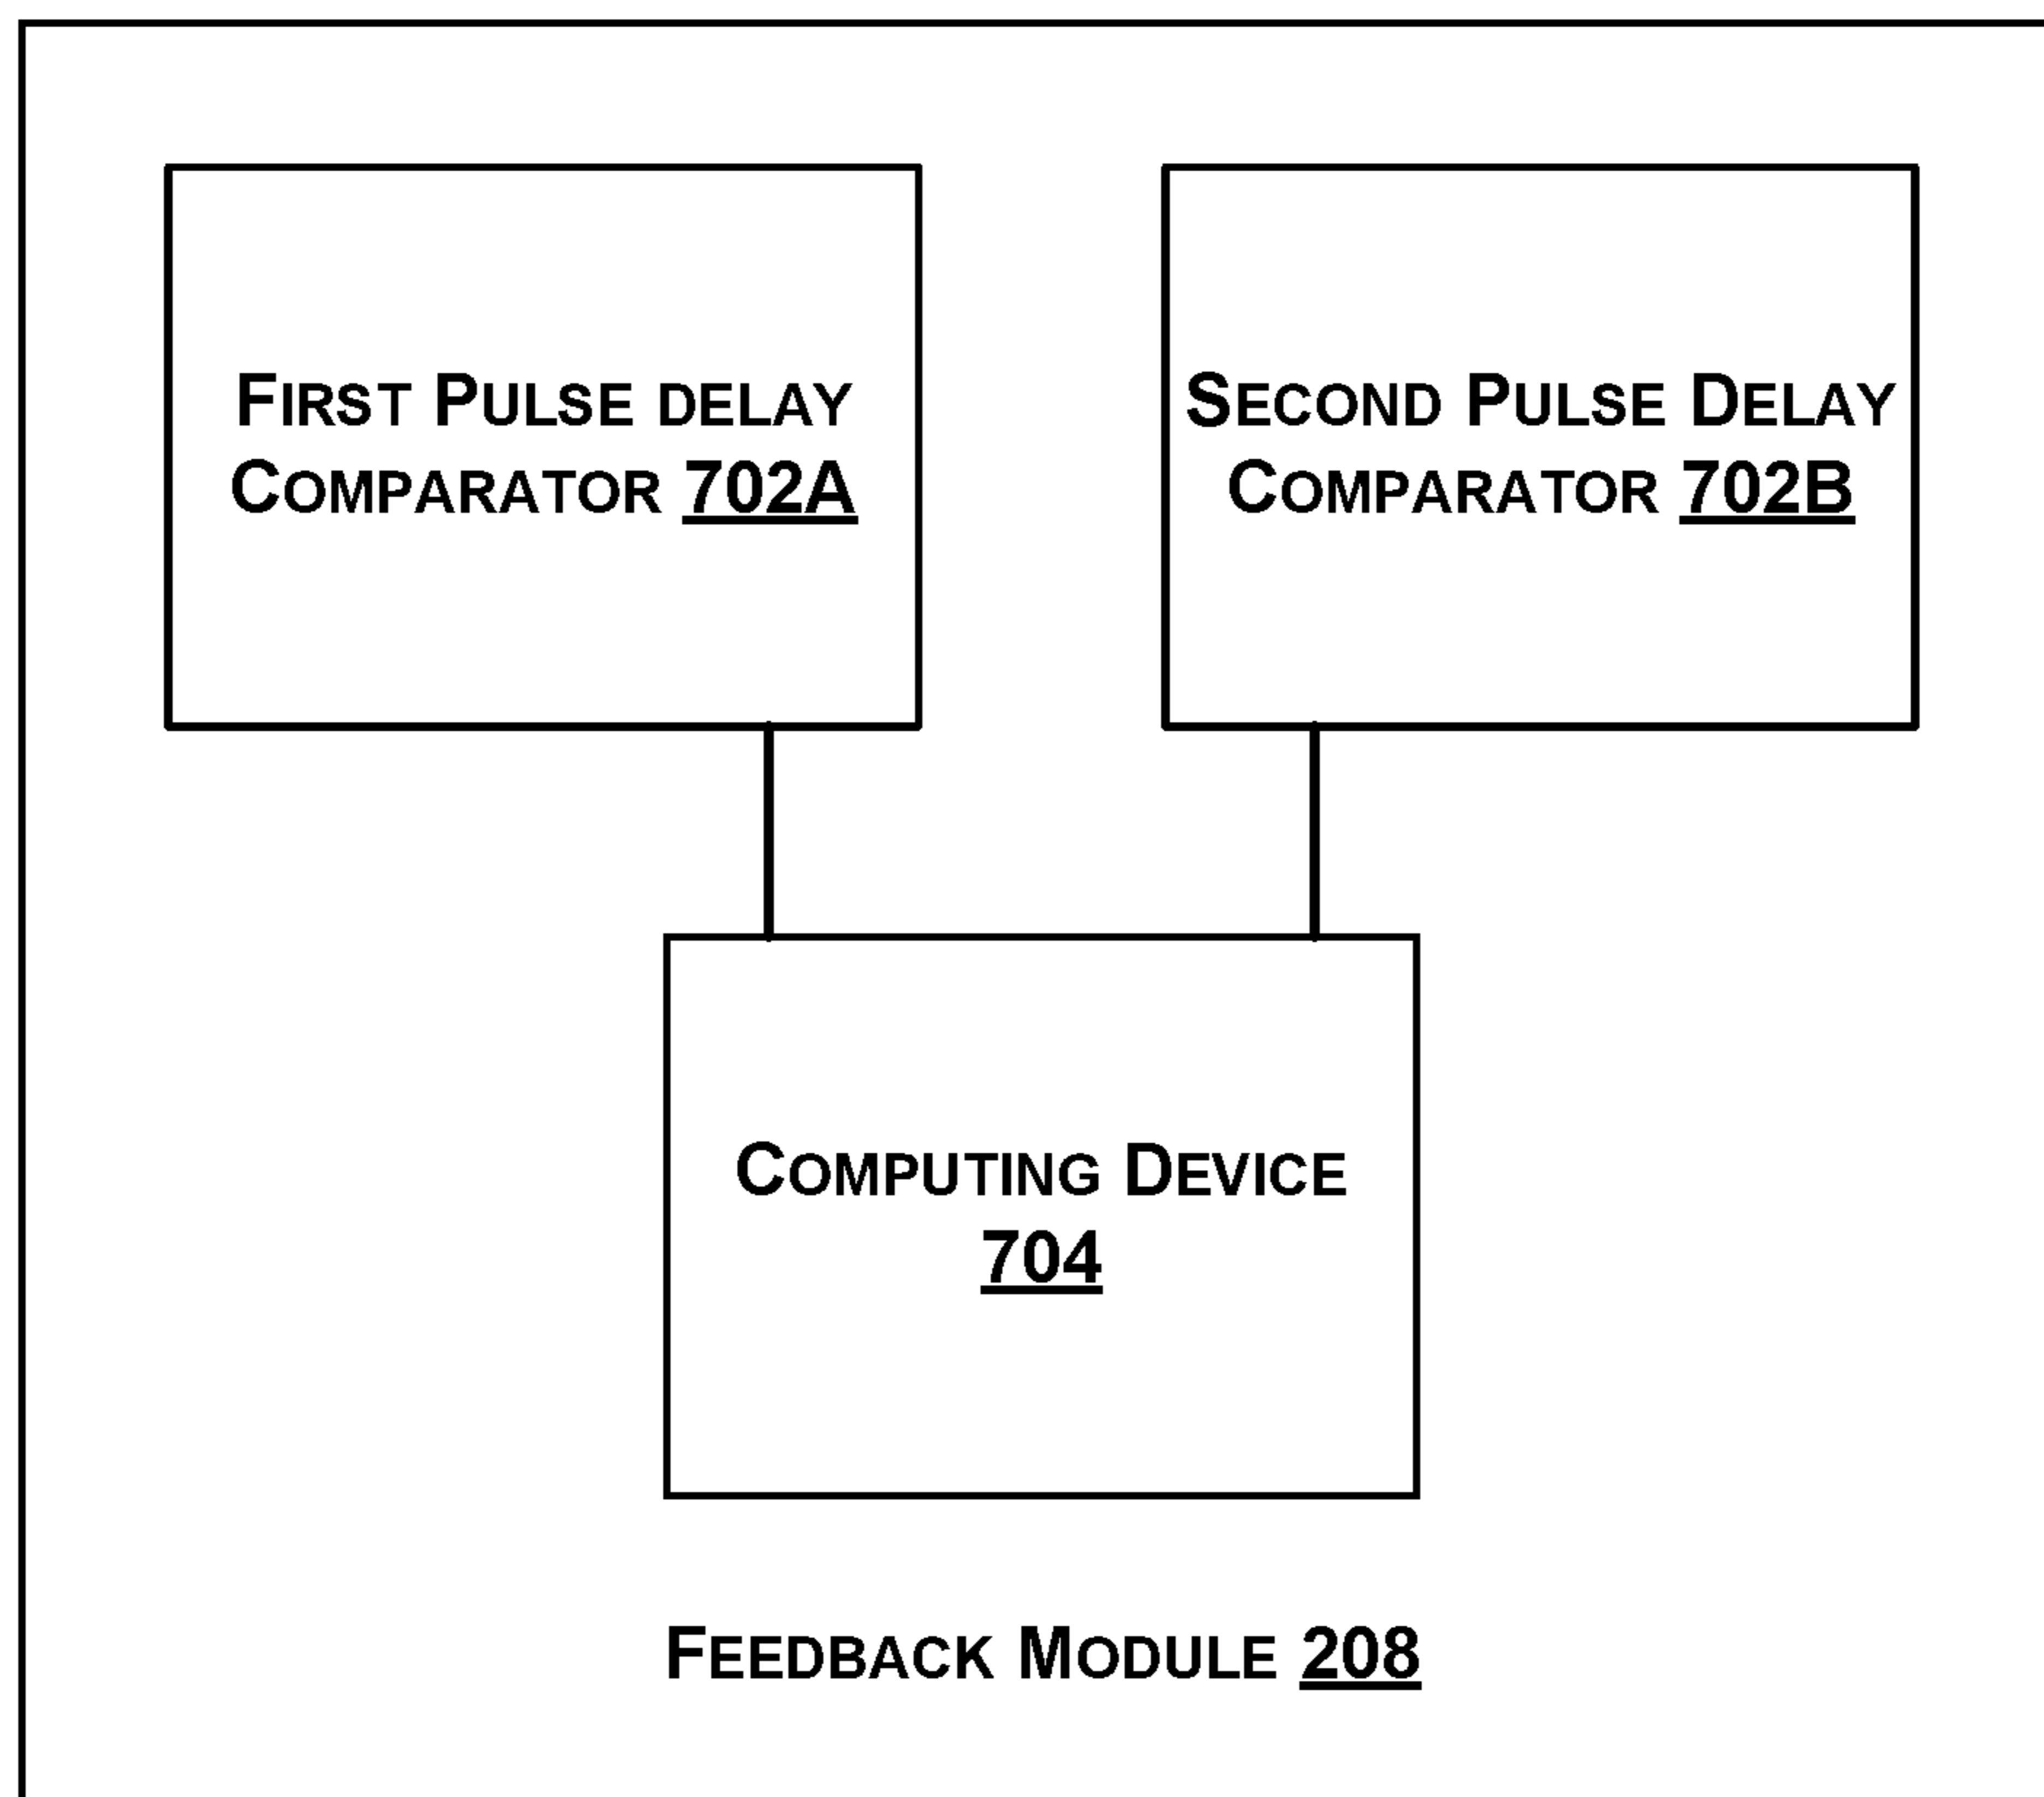 First Pulse delay
Comparator 702A
Second Pulse Delay
Comparator 702B
Computing Device
704
Feedback Module 208